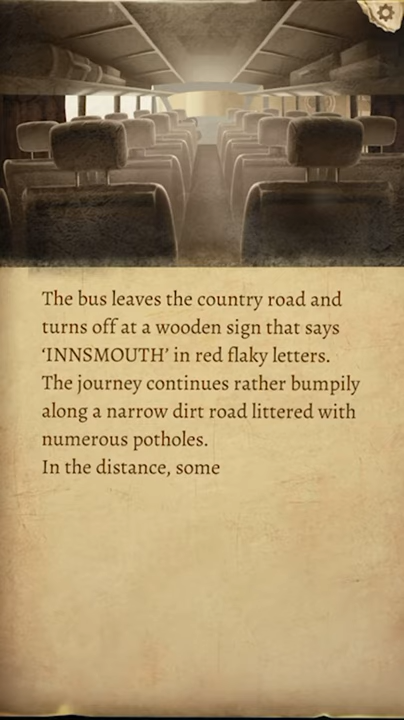 The bus leaves the country road and
turns off at a wooden sign that says
‘INNSMOUTH’ in red flaky letters.
The journey continues rather bumpily
along a narrow dirt road littered with
numerous potholes.
In the distance, some